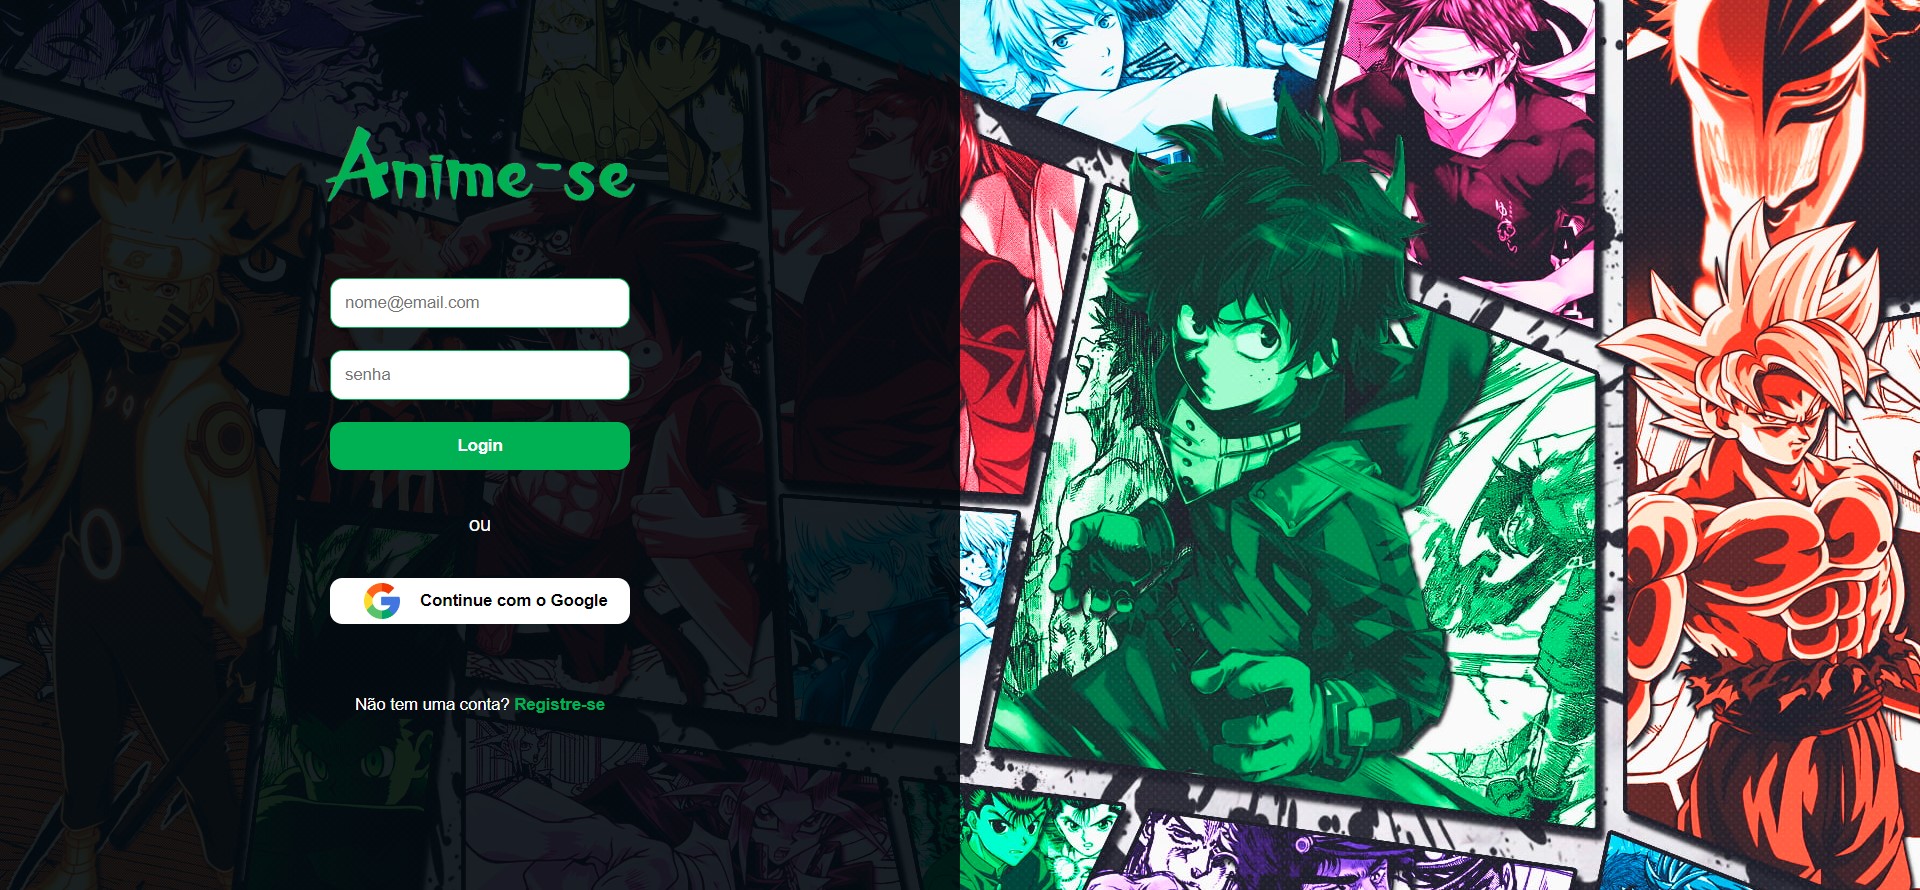 Anime-se
nome@email.com
senha
Login
ou
Continue com o Google
Não tem uma conta? Registre-se